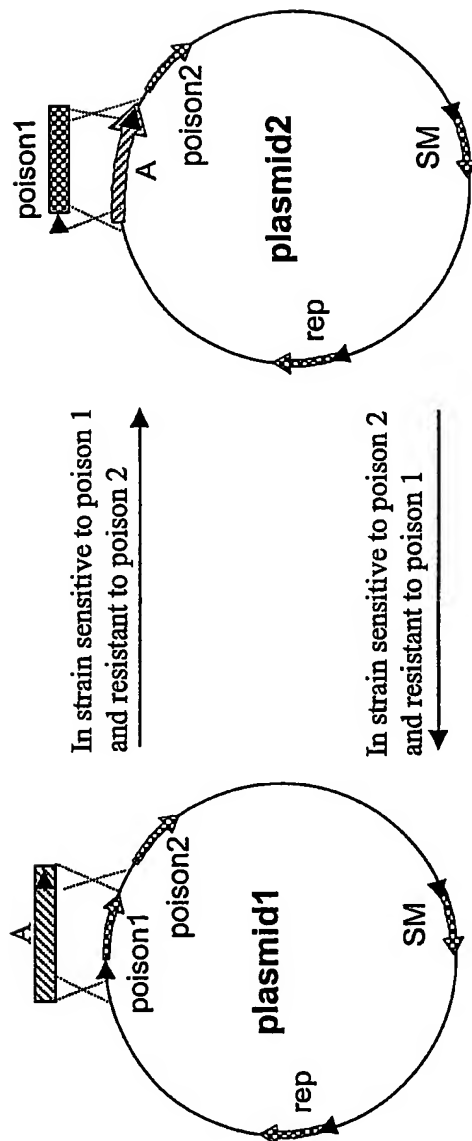 A
poison1
poison2
plasmid1
rep
SM
In strain sensitive to poison 1
and resistant to poison 2
In strain sensitive to poison 2
and resistant to poison 1
poison1
A
poison2
plasmid2
rep
SM